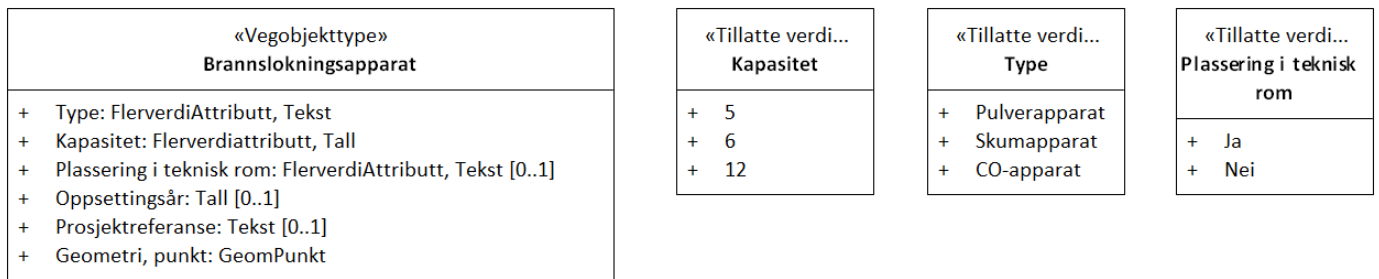 «Vegobjekttype»
Brannslokningsapparat
+ Type: FlerverdiAttributt, Tekst
+ Kapasitet: Flerverdiattributt, Tall
+ Plassering i teknisk rom: FlerverdiAttributt, Tekst [0..1]
+ Oppsettingsår: Tall [0..1]
+ Prosjektreferanse: Tekst [0..1]
+ Geometri, punkt: GeomPunkt
«Tillatte verdi...
Kapasitet
+ 5
+ 6
+ 12
«Tillatte verdi...
Type
+ Pulverapparat
+ Skumapparat
+ CO-apparat
«Tillatte verdi...
Plassering i teknisk
rom
+ Ja
+ Nei